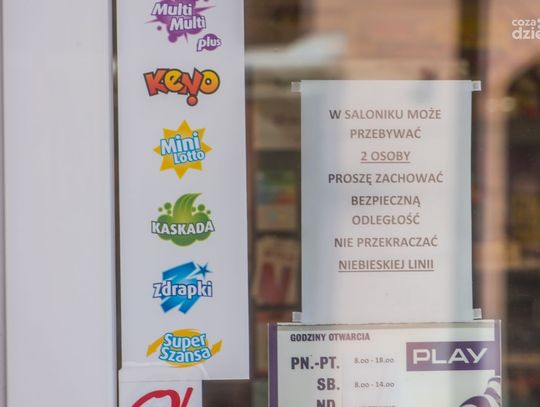 Multi
Multi
plus
KENO
Mini
Lotto
KASKADA
Zdrapki
Super
Szansa
W SALONIKU MOŻE
PRZEBYWAĆ
2 OSOBY
PROSZĘ ZACHOWAĆ
BEZPIECZNĄ
ODLEGŁOŚĆ
NIE PRZEKRACZAĆ
NIEBIESKIEJ LINII
GODZINY OTWARCIA
PN.-PT. 8.00 - 18.00
SB. 8.00 - 14.00
ND.
PLAY